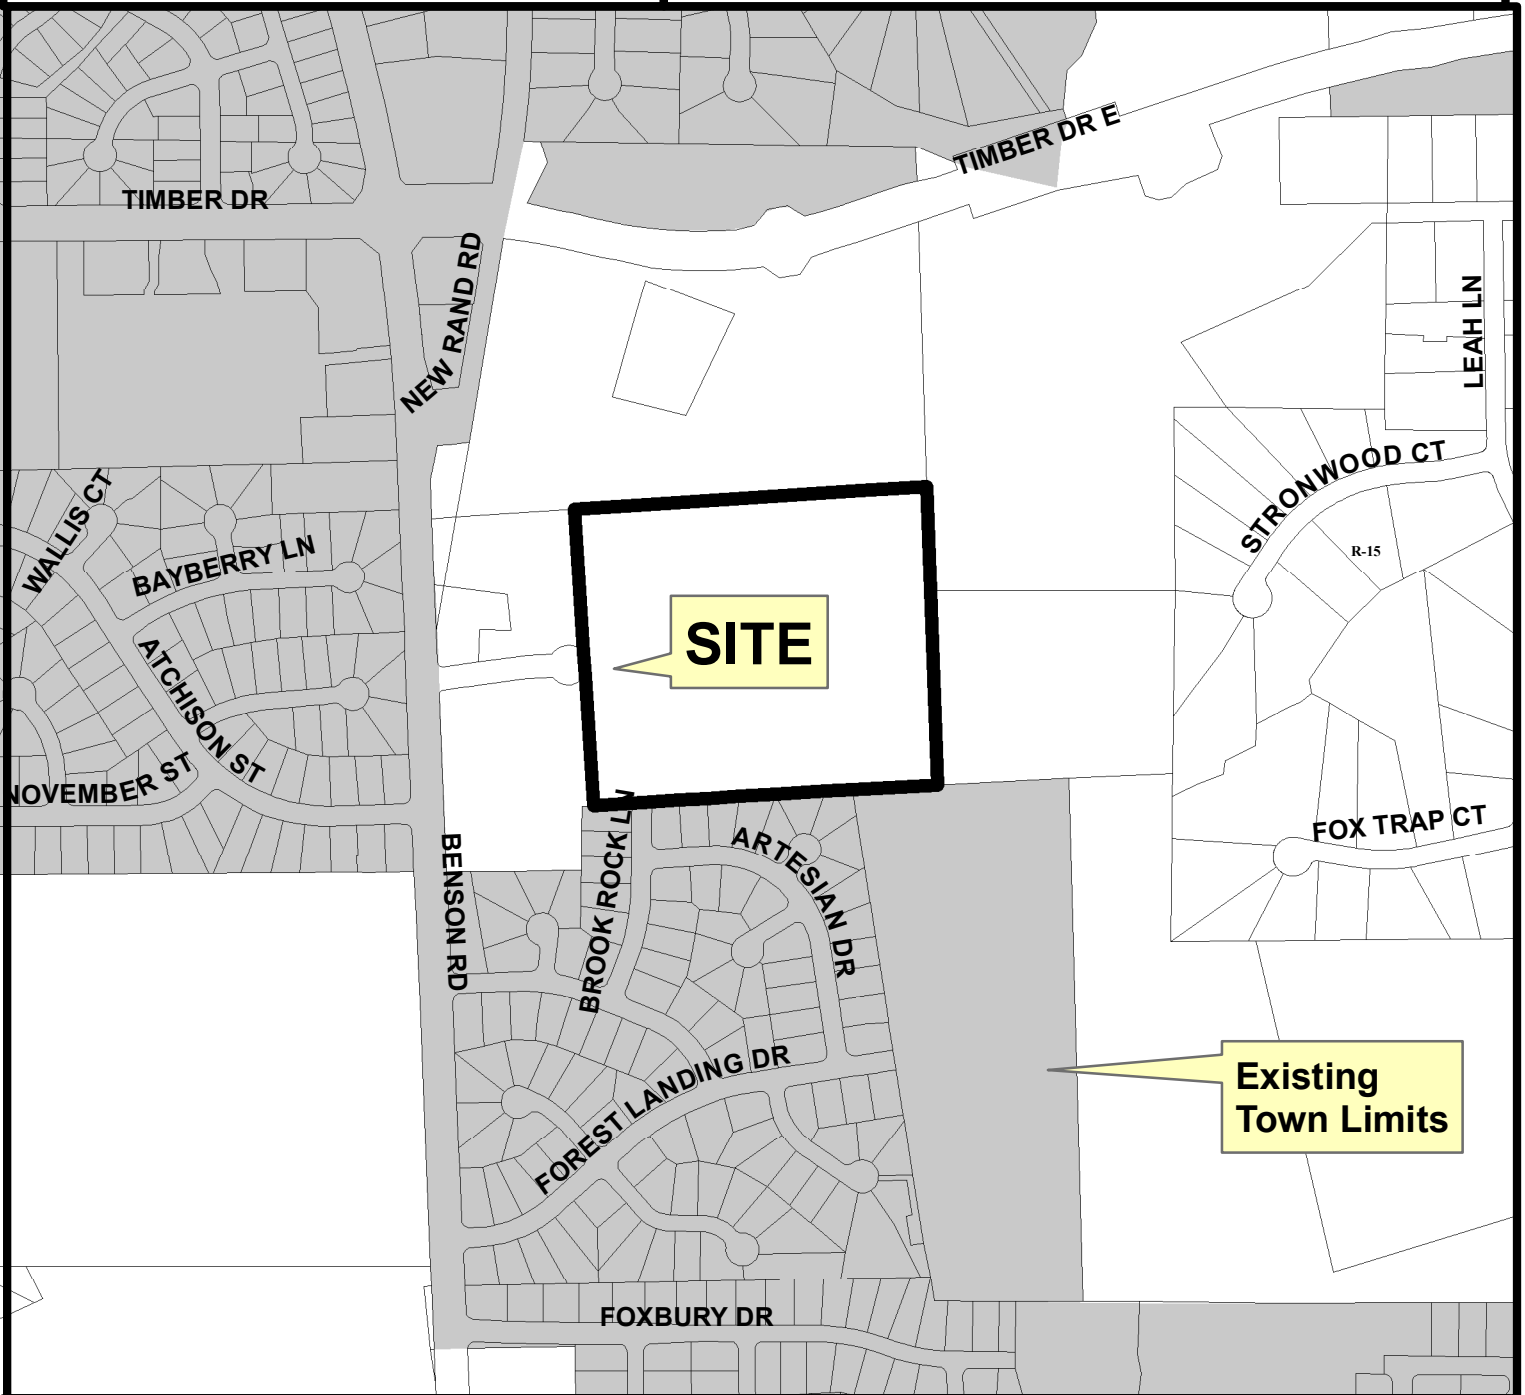 TIMBER DR E
TIMBER DR
NEW RAND RD
LEAH LN
STRONWOOD CT
WALLIS CT
BAYBERRY LN
R-15
SITE
ATCHISON ST
NOVEMBER ST
BENSON RD
BROOK ROCK LN
ARTESIAN DR
FOX TRAP CT
FOREST LANDING DR
Existing
Town Limits
FOXBURY DR